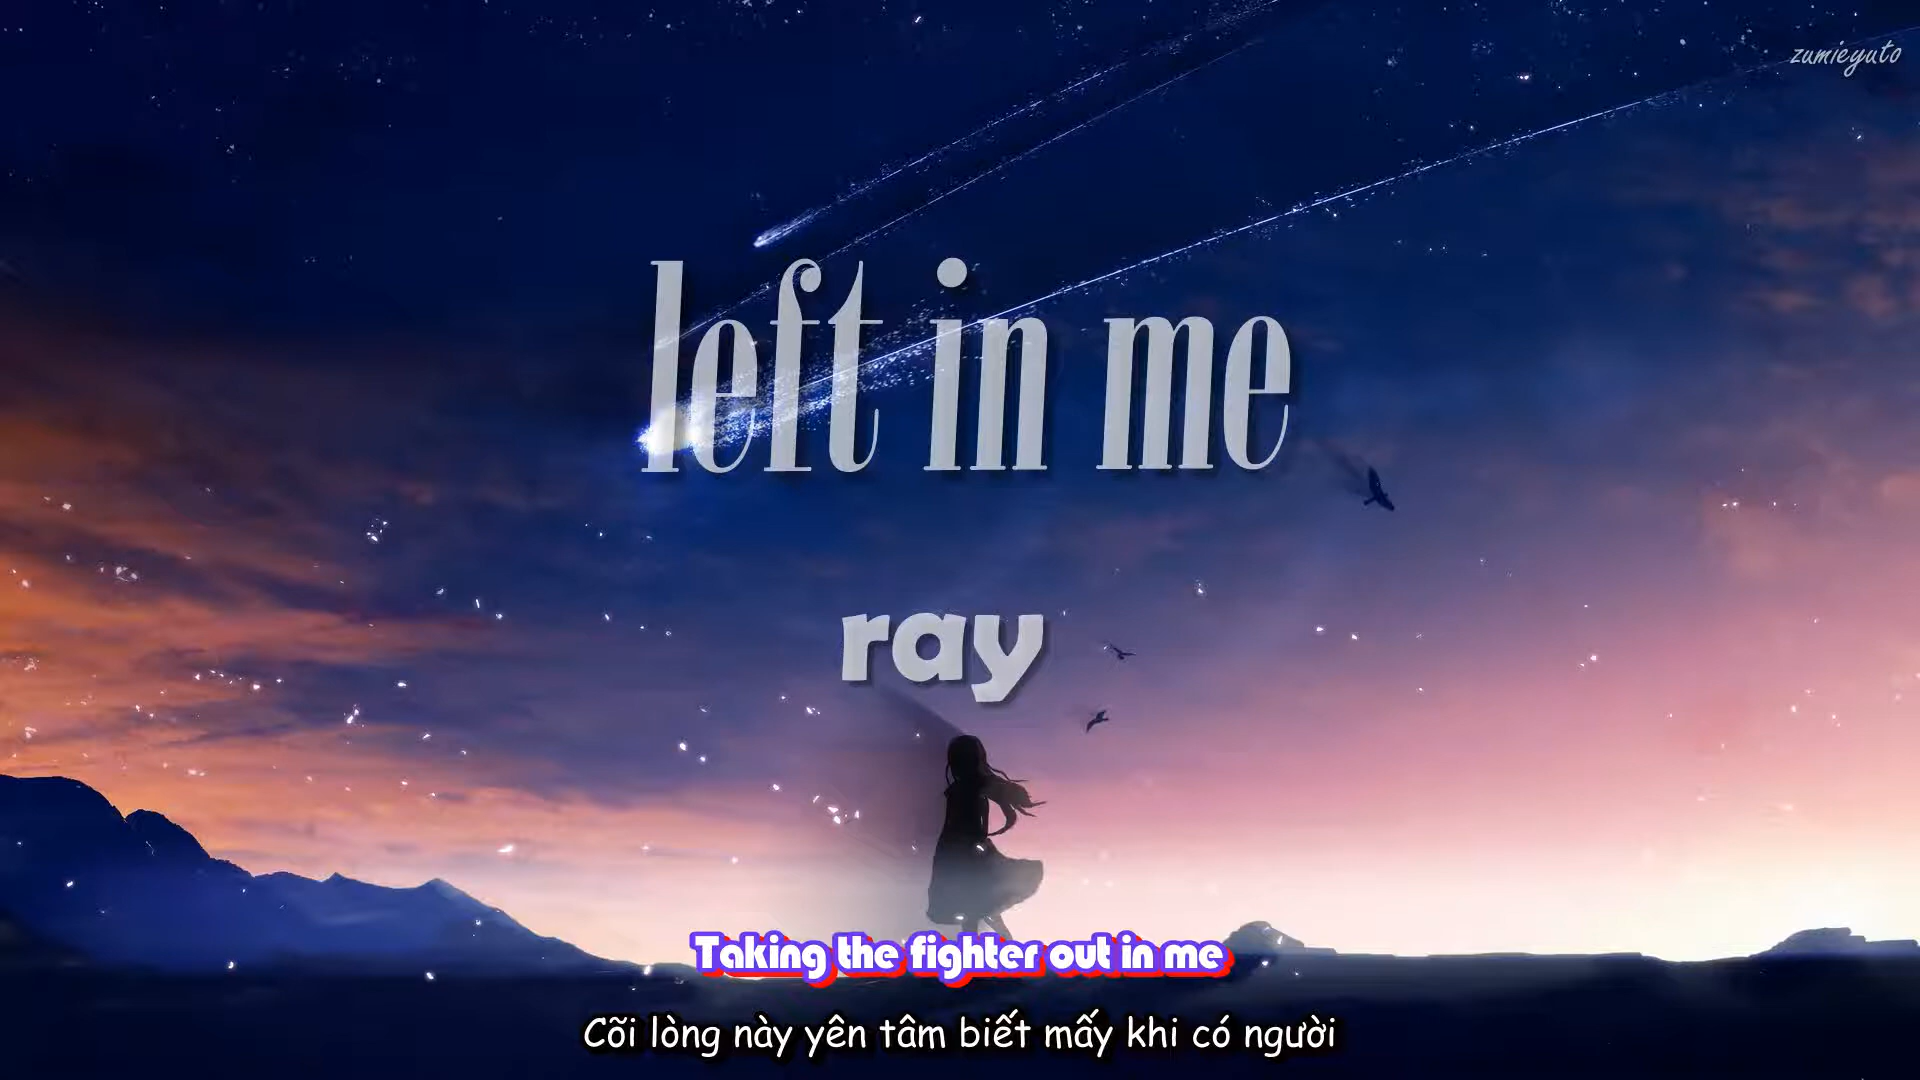 zumieyuto
left in me
ray
Taking the fighter out in me
Cõi lòng này yên tâm biết mấy khi có người